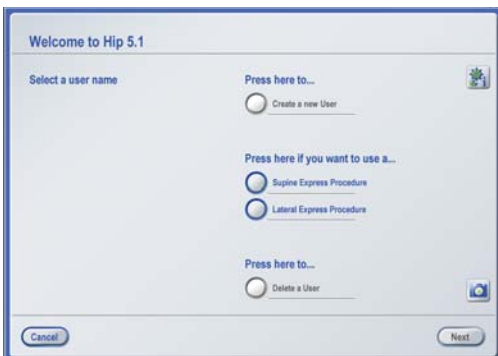 Welcome to Hip 5.1
Select a user name
Press here to...
Create a new User
Press here if you want to use a...
Supine Express Procedure
Lateral Express Procedure
Press here to...
Delete a User
Cancel
Next